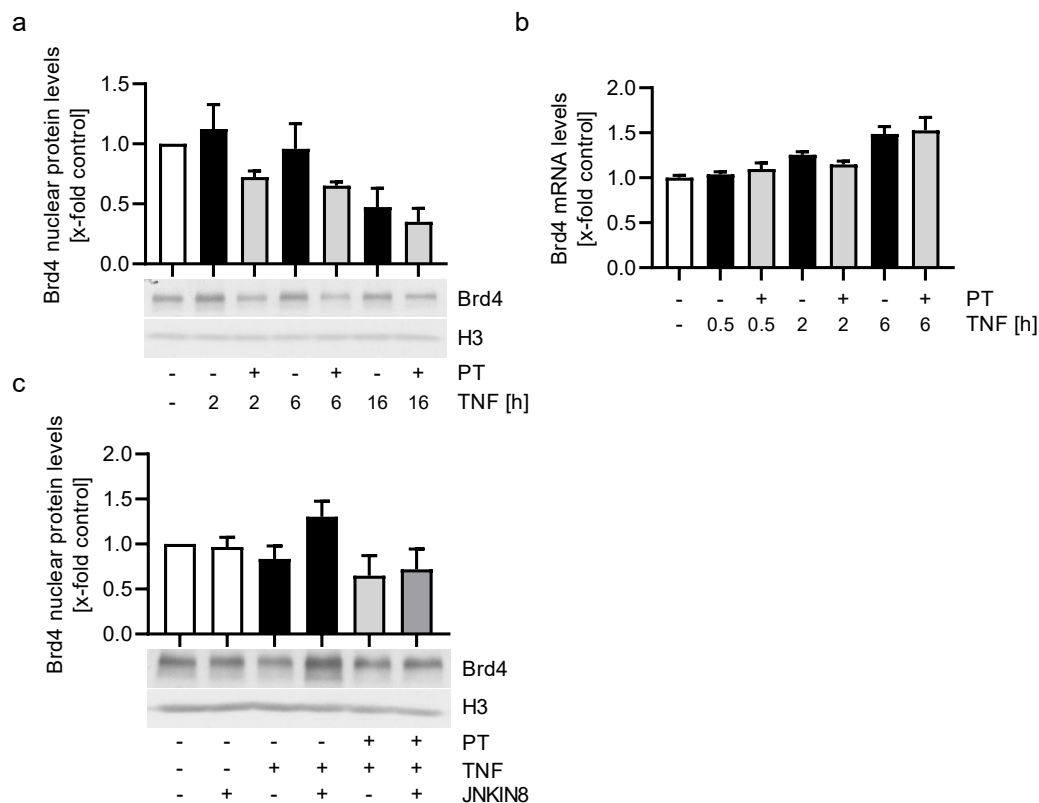 a
Brd4 nuclear protein levels
[x-fold control]
1.5
1.0
0.5
0.0
Brd4
H3
- - + - + - + PT
- 2 2 6 6 16 16 TNF [h]
b
Brd4 mRNA levels
[x-fold control]
2.0
1.5
1.0
0.5
0.0
- - + - + - + PT
- 0.5 0.5 2 2 6 6 TNF [h]
c
Brd4 nuclear protein levels
[x-fold control]
2.0
1.5
1.0
0.5
0.0
Brd4
H3
- - - - + + PT
- - + + + + TNF
- + - + - + JNKIN8